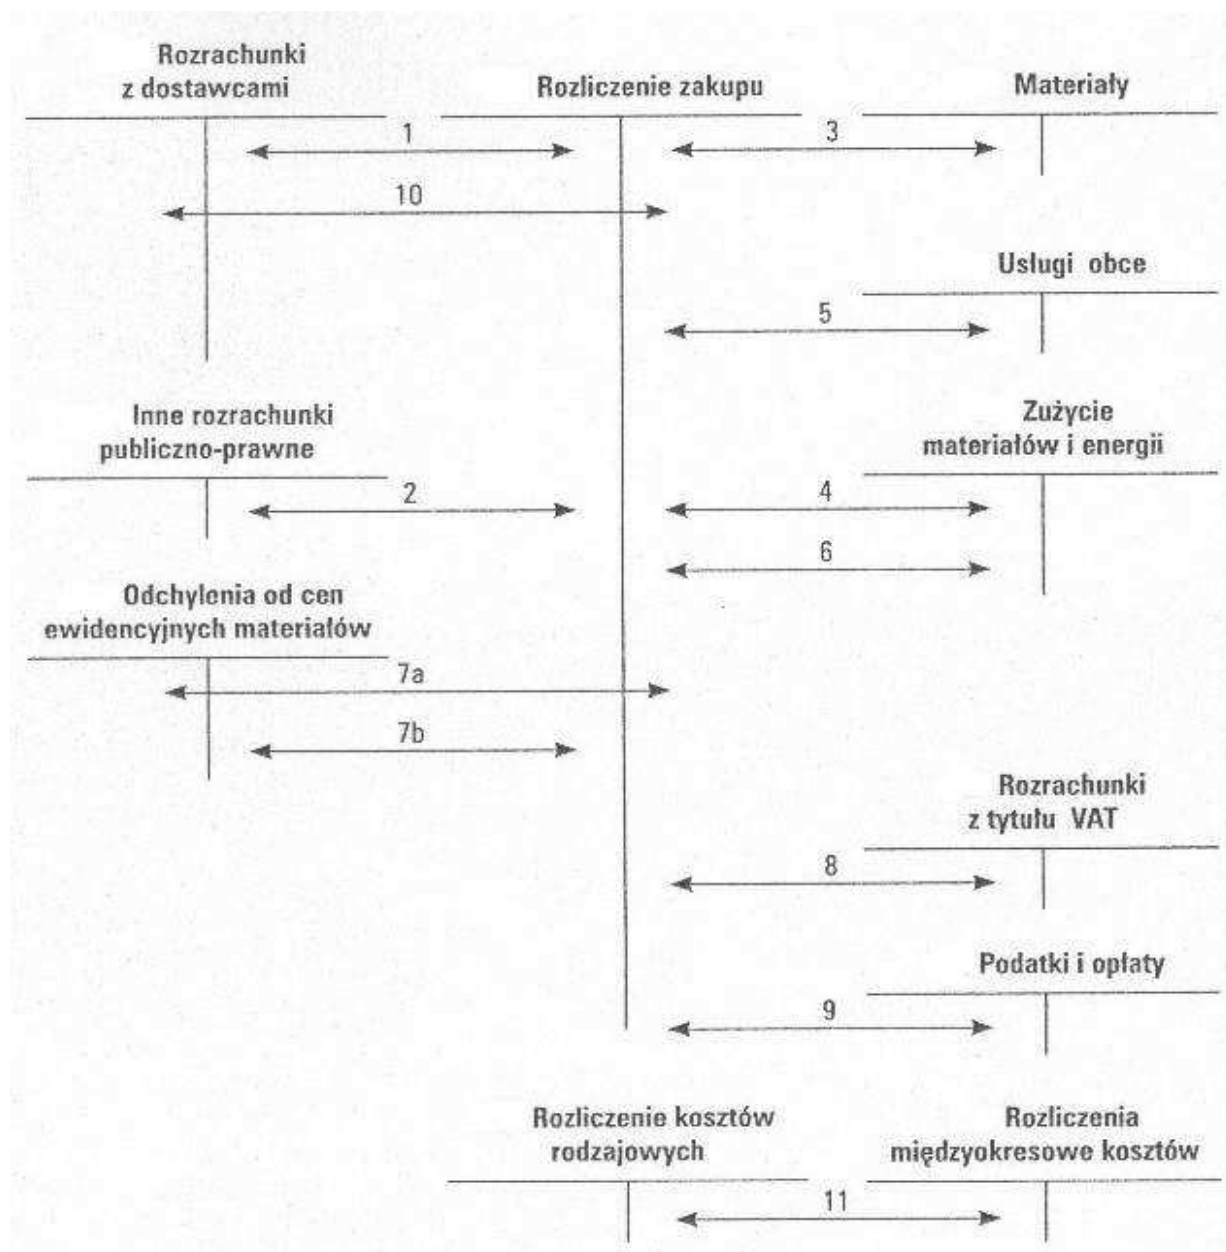 Rozrachunki
z dostawcami
Rozliczenie zakupu
Materiały
1
3
10
Usługi obce
5
Inne rozrachunki
publiczno-prawne
Zużycie
materiałów i energii
2
4
6
Odchylenia od cen
ewidencyjnych materiałów
7a
7b
Rozrachunki
z tytułu VAT
8
Podatki i opłaty
9
Rozliczenie kosztów
rodzajowych
Rozliczenia
międzyokresowe kosztów
11